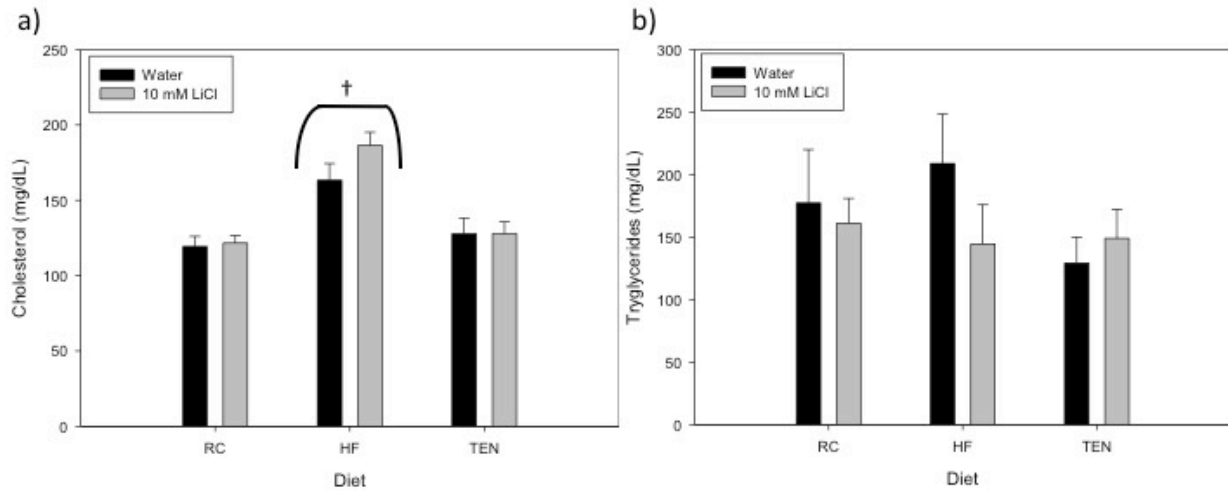 a)
Cholesterol (mg/dL)
250
200
150
100
50
0
Water
10 mM LiCl
†
RC HF TEN
Diet
b)
Tryglycerides (mg/dL)
300
250
200
150
100
50
0
Water
10 mM LiCl
RC HF TEN
Diet